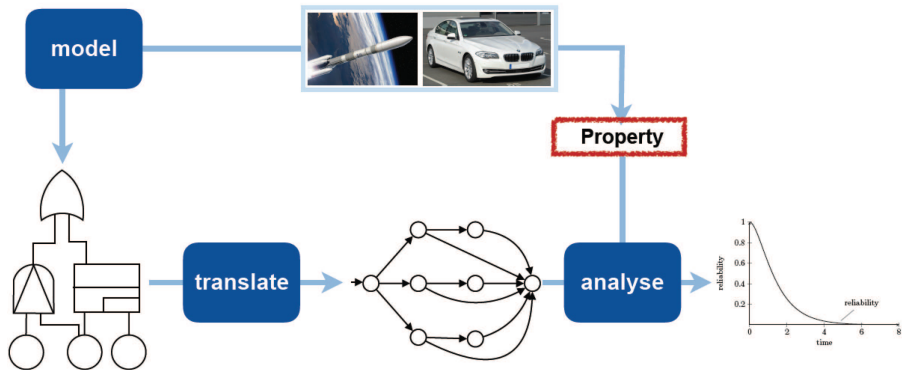 model
Property
translate
analyse
1
0.8
0.6
0.4
0.2
reliability
reliability
0
2
4
6
8
time